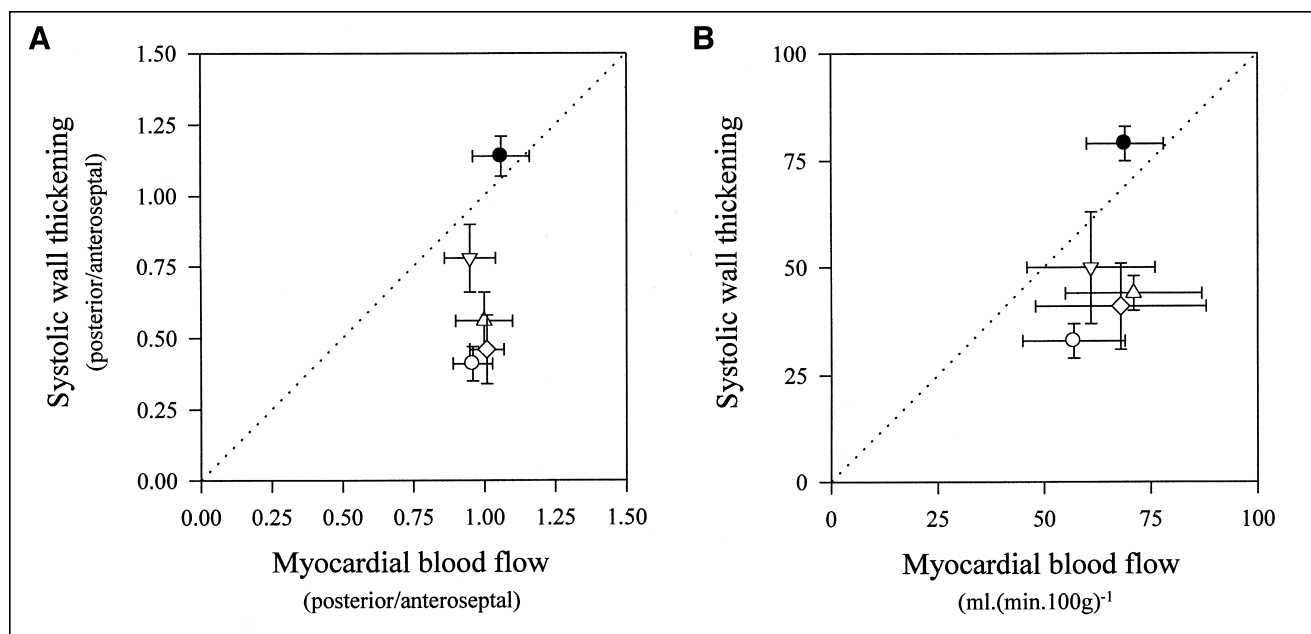 A
1.50
1.25
1.00
0.75
0.50
0.25
0.00
Systolic wall thickening
(posterior/anteroseptal)
0.00 0.25 0.50 0.75 1.00 1.25 1.50
Myocardial blood flow
(posterior/anteroseptal)
B
100
75
50
25
0
Systolic wall thickening
0 25 50 75 100
Myocardial blood flow
(ml.(min.100g)⁻¹